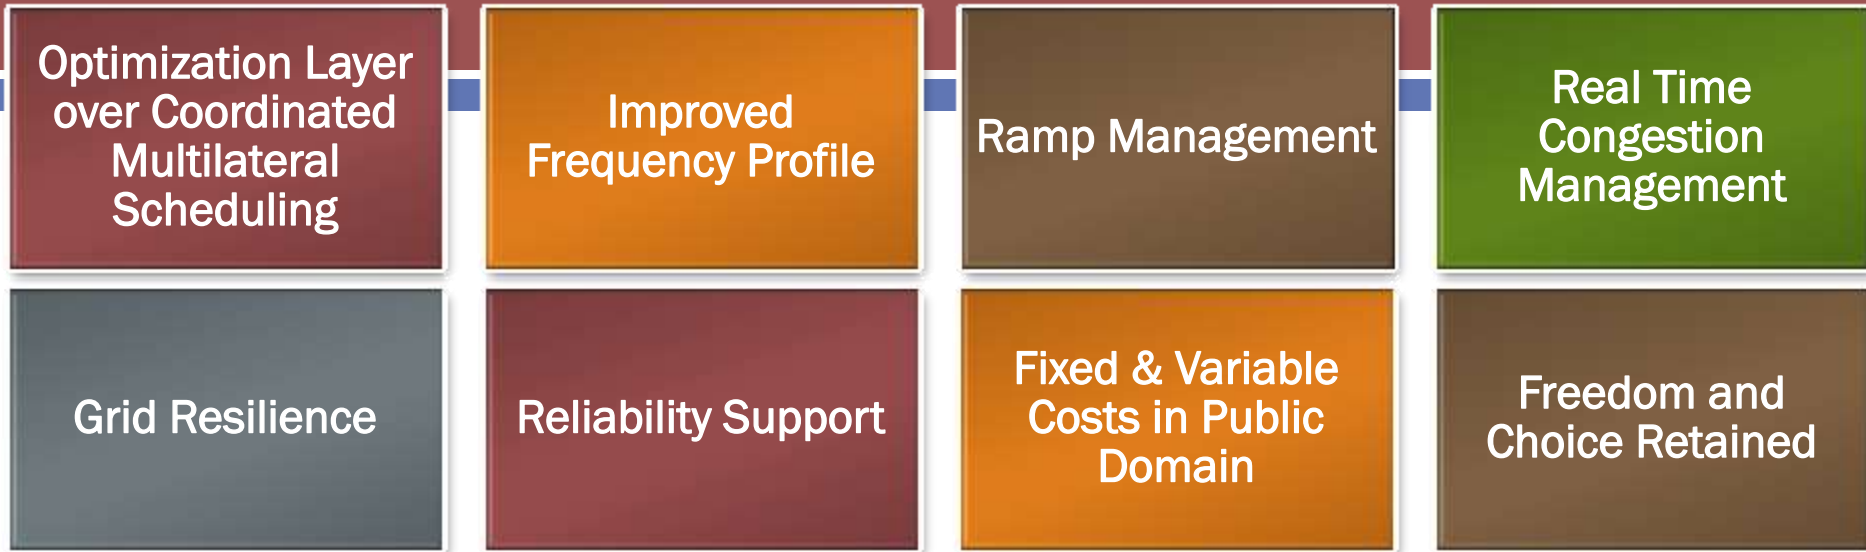 Optimization Layer
over Coordinated
Multilateral
Scheduling
Improved
Frequency Profile
Ramp Management
Real Time
Congestion
Management
Grid Resilience
Reliability Support
Fixed & Variable
Costs in Public
Domain
Freedom and
Choice Retained